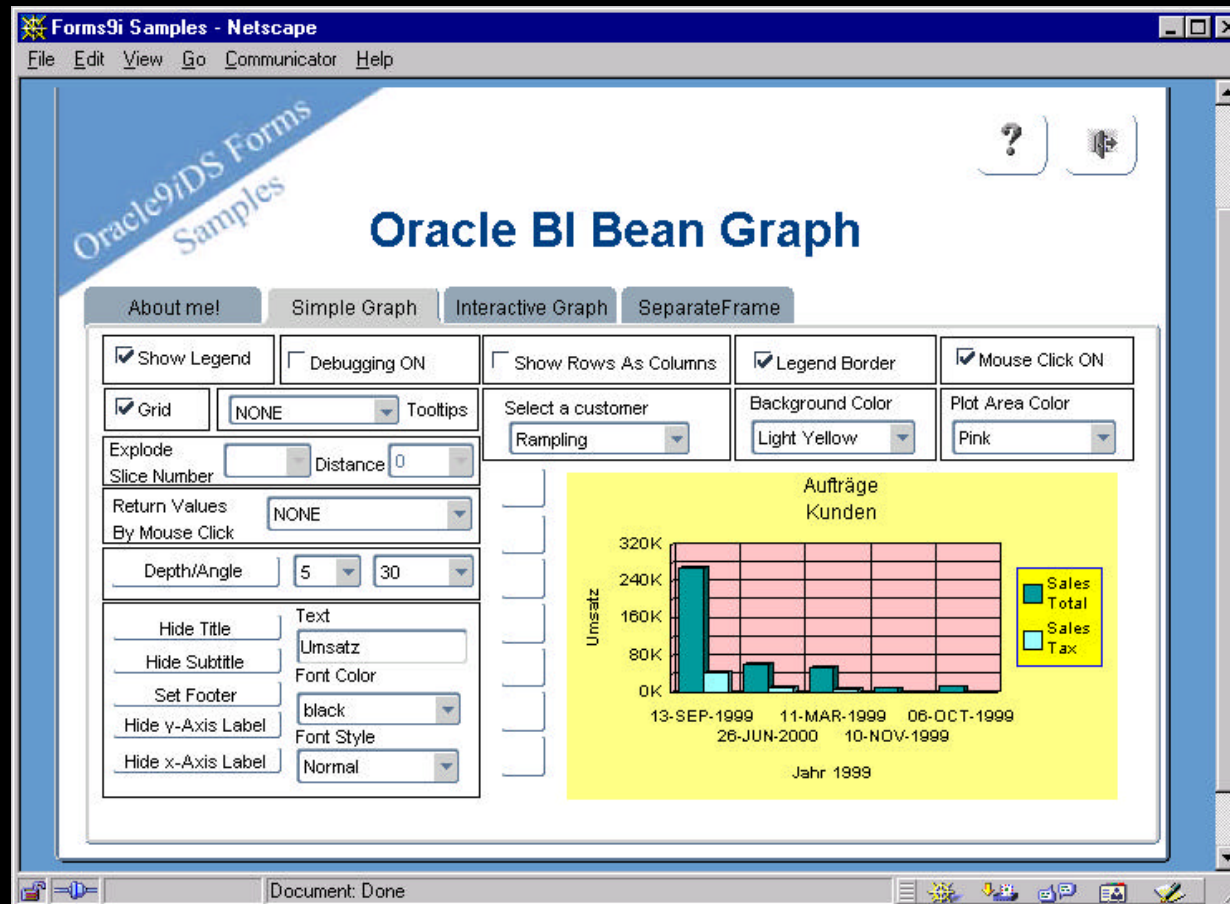 Forms9i Samples - Netscape
File Edit View Go Communicator Help
Oracle9iDS Forms
Samples
?
Oracle BI Bean Graph
About me! Simple Graph Interactive Graph SeparateFrame
Show Legend Debugging ON Show Rows As Columns Legend Border Mouse Click ON
Grid NONE Tooltips
Select a customer
Rampling
Background Color
Light Yellow
Plot Area Color
Pink
Explode
Slice Number
Distance 0
Return Values
By Mouse Click
NONE
Depth/Angle 5 30
Hide Title
Hide Subtitle
Set Footer
Hide y-Axis Label
Hide x-Axis Label
Text
Umsatz
Font Color
black
Font Style
Normal
Aufträge
Kunden
320K
240K
160K
80K
0K
Umsatz
Sales
Total
Sales
Tax
13-SEP-1999 11-MAR-1999 06-OCT-1999
26-JUN-2000 10-NOV-1999
Jahr 1999
Document: Done